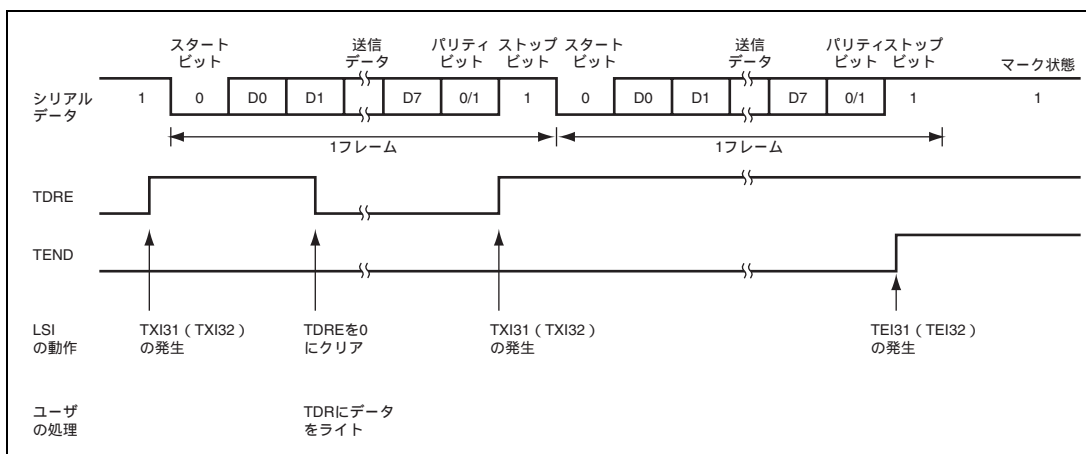 スタート
ビット
送信
データ
パリティ
ビット
ストップ
ビット
スタート
ビット
送信
データ
パリティ
ビット
ストップ
ビット
マーク状態
シリアル
データ
1 0 D0 D1 D7 0/1 1 0 D0 D1 D7 0/1 1 1
1フレーム 1フレーム
TDRE
TEND
LSI
の動作
TXI31(TXI32)
の発生
TDREを0
にクリア
TXI31(TXI32)
の発生
TEI31(TEI32)
の発生
ユーザ
の処理
TDRにデータ
をライト